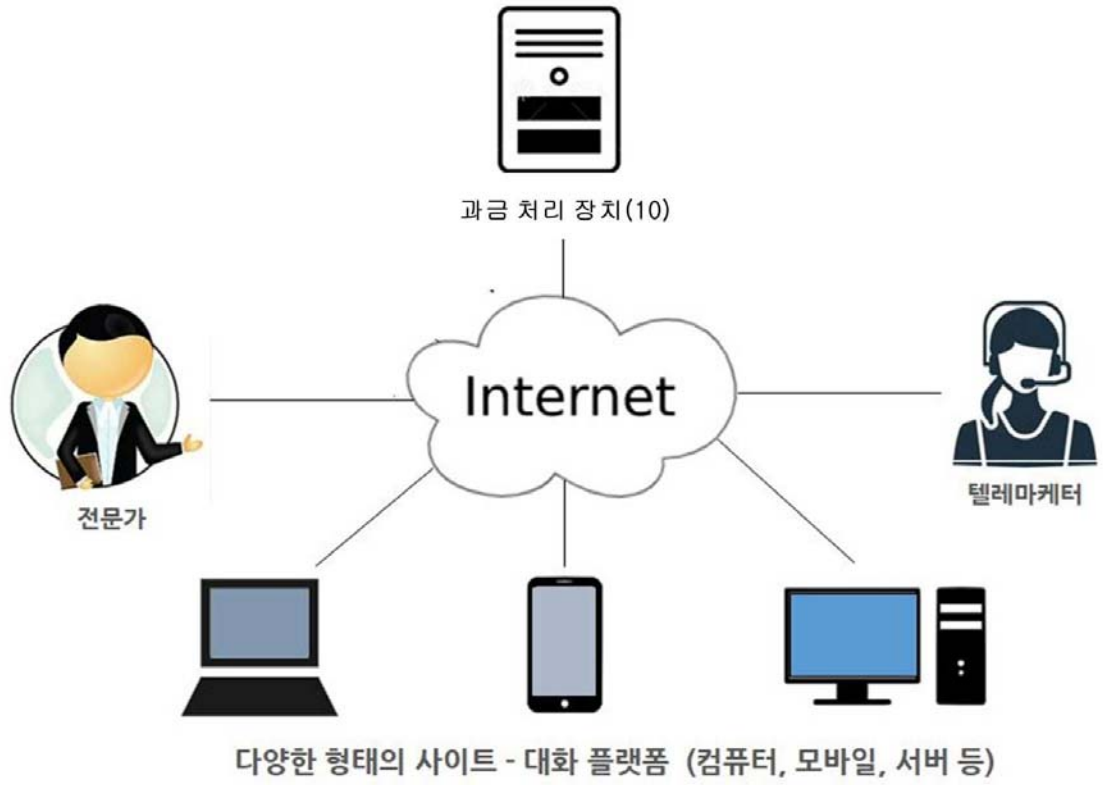 과금 처리 장치(10)
Internet
전문가
텔레마케터
다양한 형태의 사이트 - 대화 플랫폼 (컴퓨터, 모바일, 서버 등)